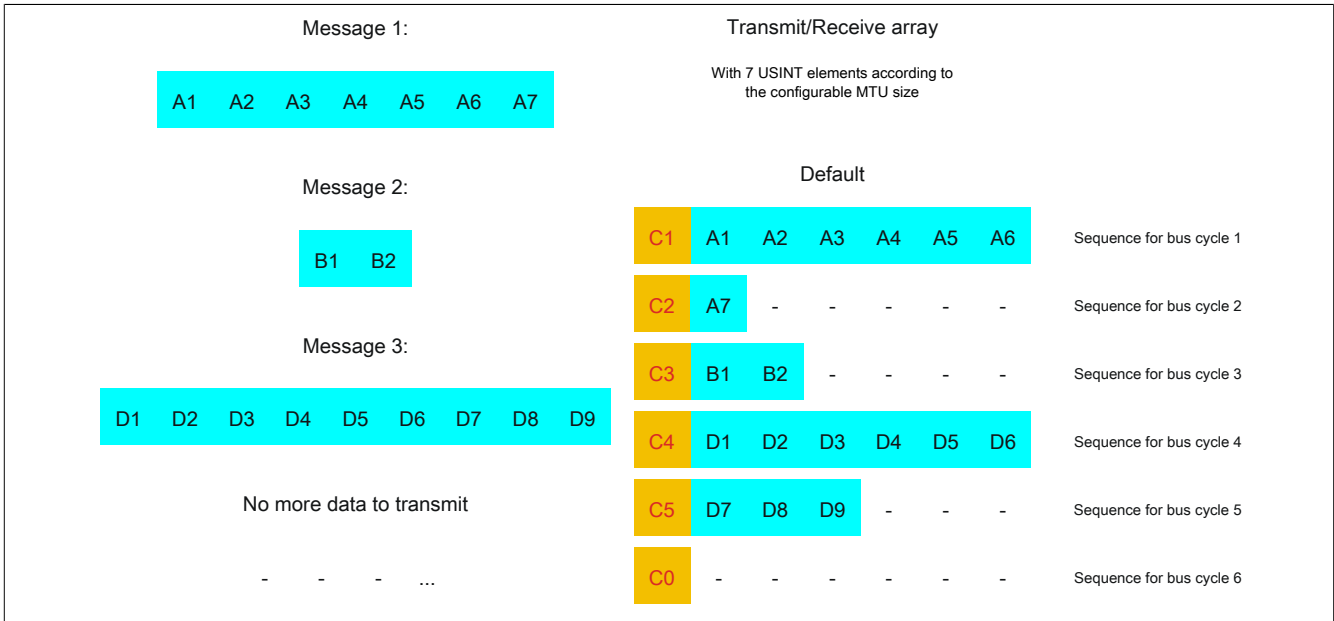 Message 1:
A1 A2 A3 A4 A5 A6 A7
Message 2:
B1 B2
Message 3:
D1 D2 D3 D4 D5 D6 D7 D8 D9
No more data to transmit
- - - ...
Transmit/Receive array
With 7 USINT elements according to
the configurable MTU size
Default
C1 A1 A2 A3 A4 A5 A6 Sequence for bus cycle 1
C2 A7 - - - - - Sequence for bus cycle 2
C3 B1 B2 - - - - Sequence for bus cycle 3
C4 D1 D2 D3 D4 D5 D6 Sequence for bus cycle 4
C5 D7 D8 D9 - - - Sequence for bus cycle 5
C0 - - - - - - Sequence for bus cycle 6